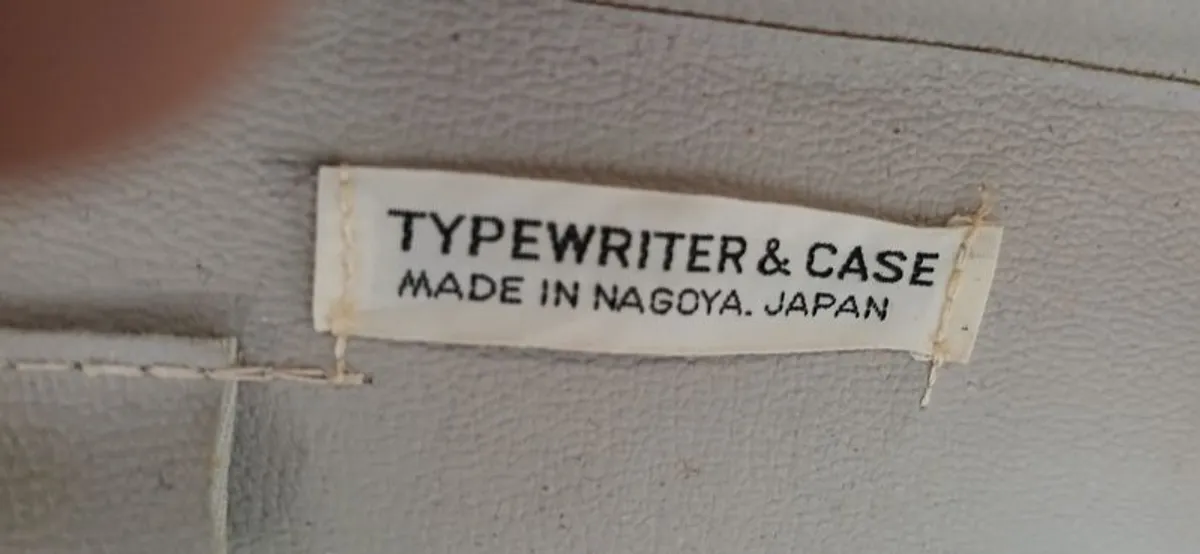 TYPEWRITER & CASE
MADE IN NAGOYA. JAPAN